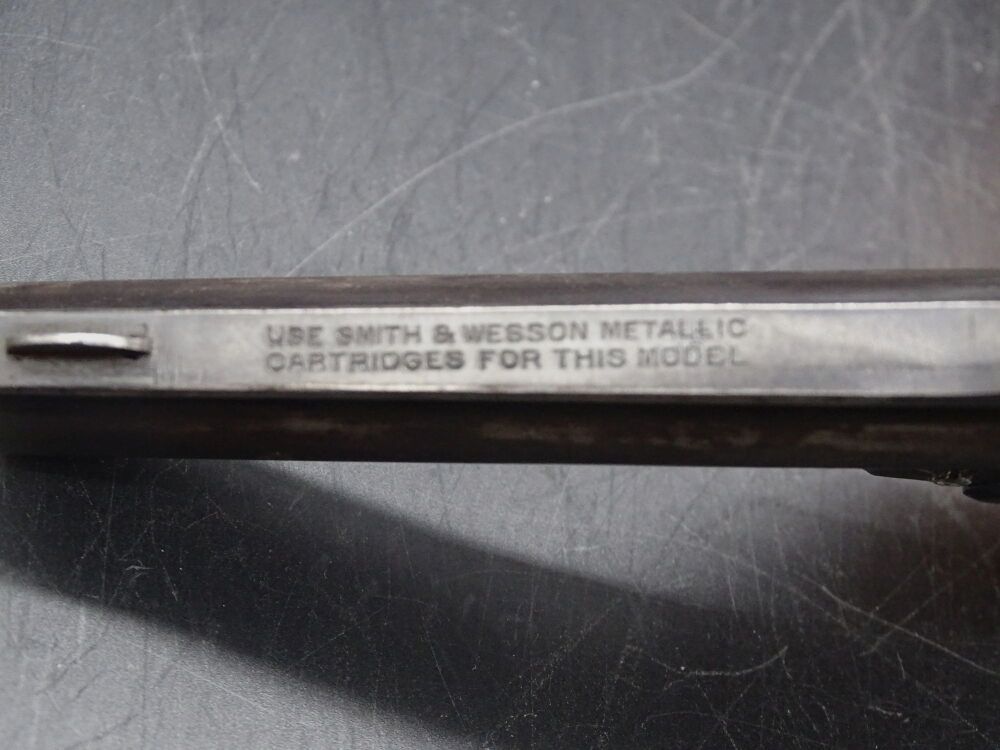 USE SMITH & WESSON METALLIC
CARTRIDGES FOR THIS MODEL